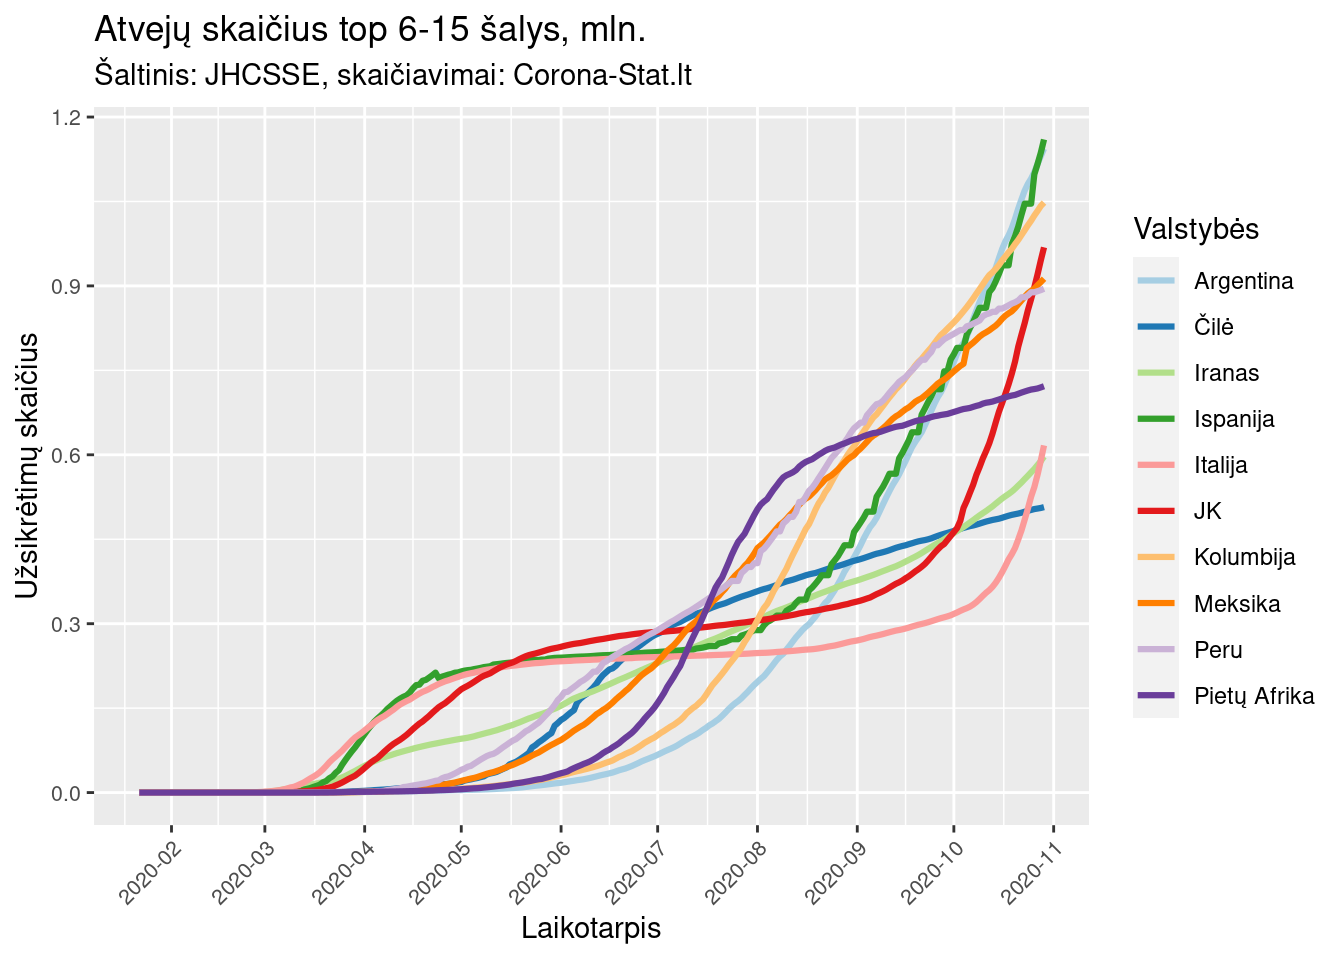 Atvejų skaičius top 6-15 šalys, mln.
Šaltinis: JHCSSE, skaičiavimai: Corona-Stat.lt
Užsikrėtimų skaičius
1.2
0.9
0.6
0.3
0.0
2020-02
2020-03
2020-04
2020-05
2020-06
2020-07
2020-08
2020-09
2020-10
2020-11
Laikotarpis
Valstybės
Argentina
Čilė
Iranas
Ispanija
Italija
JK
Kolumbija
Meksika
Peru
Pietų Afrika